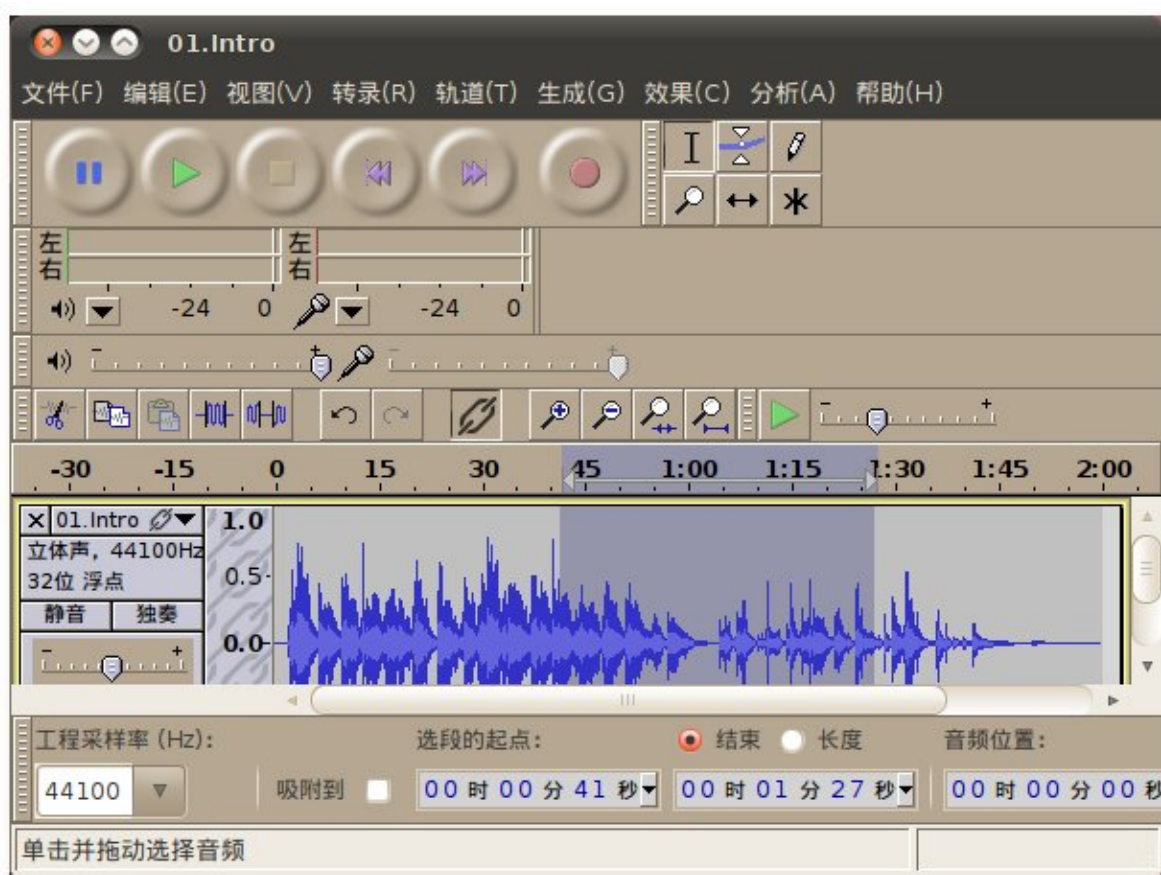 01.Intro
文件(F) 编辑(E) 视图(V) 转录(R) 轨道(T) 生成(G) 效果(C) 分析(A) 帮助(H)
左 左
右 右
-24 0 -24 0
- + - +
- +
-30 -15 0 15 30 45 1:00 1:15 1:30 1:45 2:00
01.Intro 1.0
立体声, 44100Hz
32位 浮点 0.5
静音 独奏
0.0
- +
工程采样率 (Hz): 选段的起点: 结束 长度 音频位置:
44100 吸附到 00 时 00 分 41 秒 00 时 01 分 27 秒 00 时 00 分 00 秒
单击并拖动选择音频